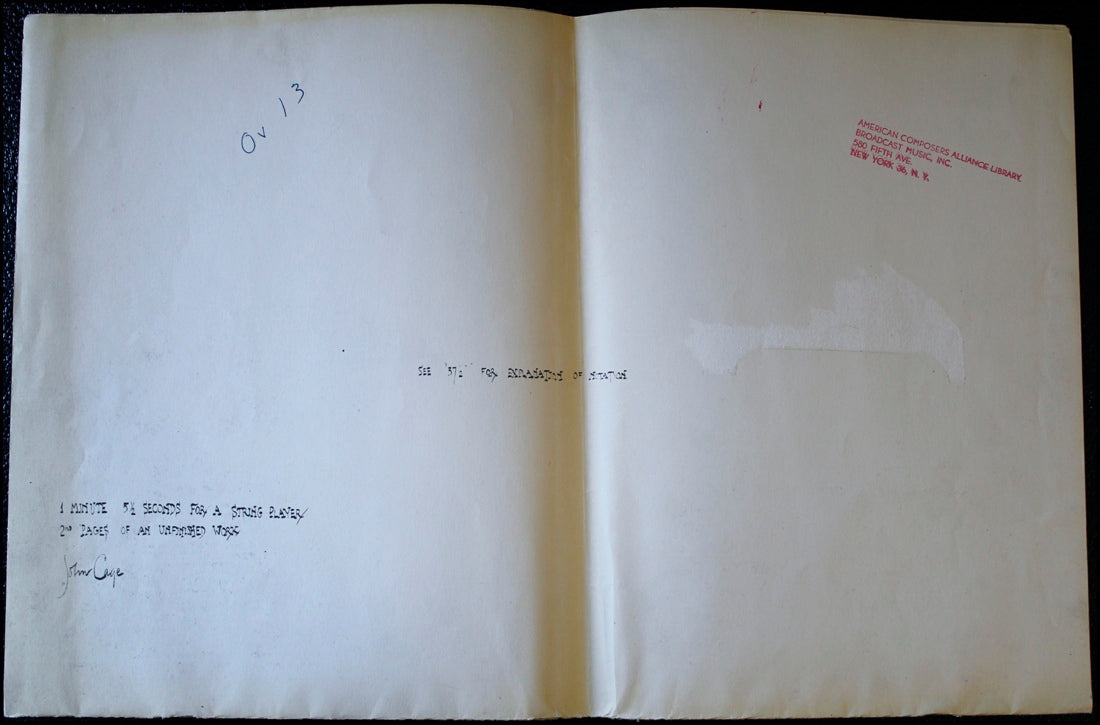 Ov 13
AMERICAN COMPOSERS ALLIANCE LIBRARY
BROADCAST MUSIC, INC.
580 FIFTH AVE.
NEW YORK 36, N. Y.
SEE "57½" FOR EXPLANATION OF NOTATION
1 MINUTE 5½ SECONDS FOR A STRING PLAYER
2ND PAGES OF AN UNFINISHED WORK
John Cage